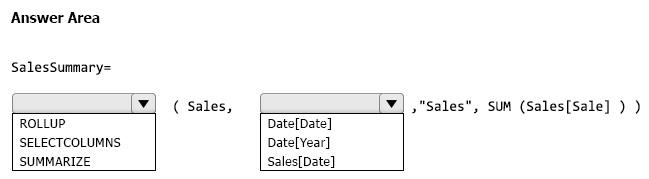 Answer Area
SalesSummary=
( Sales, ,"Sales", SUM (Sales[Sale] ) )
ROLLUP Date[Date]
SELECTCOLUMNS Date[Year]
SUMMARIZE Sales[Date]